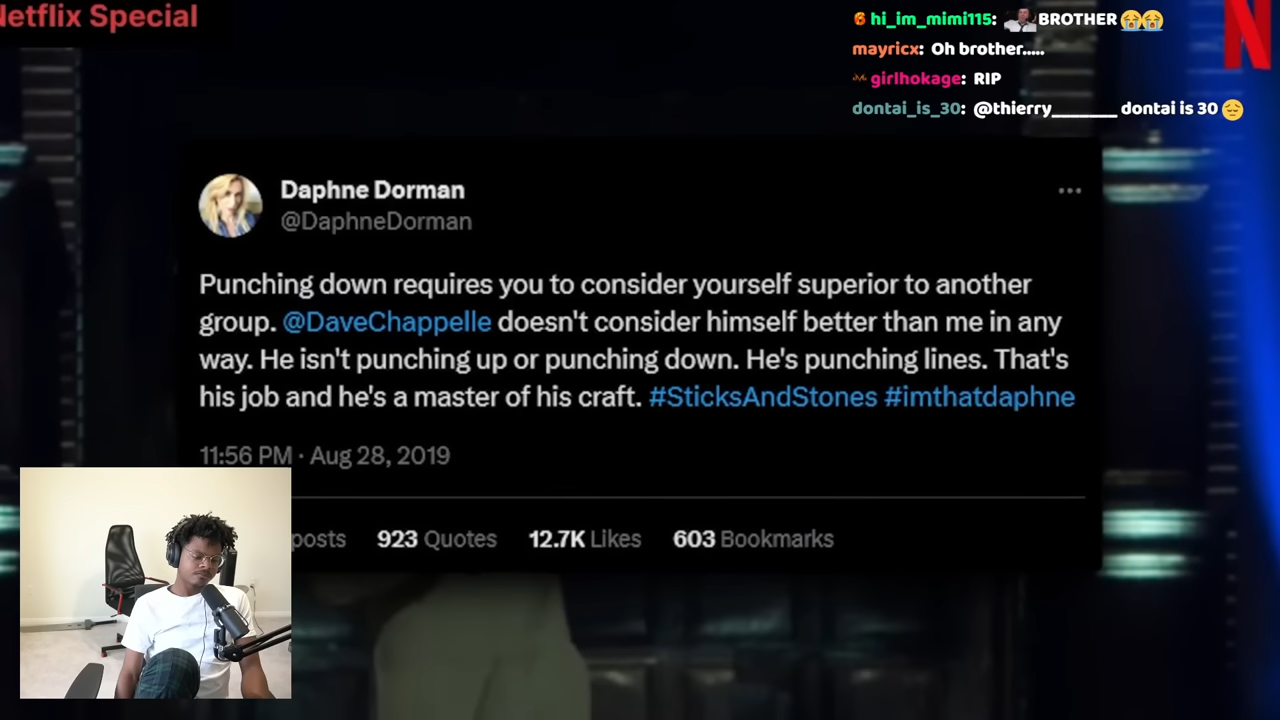 Netflix Special
N
hi_im_mimi115: BROTHER 😭😭
mayricx: Oh brother.....
girlhokage: RIP
dontai_is_30: @thierry_______ dontai is 30 😔
Daphne Dorman
@DaphneDorman
Punching down requires you to consider yourself superior to another
group. @DaveChappelle doesn't consider himself better than me in any
way. He isn't punching up or punching down. He's punching lines. That's
his job and he's a master of his craft. #SticksAndStones #imthatdaphne
11:56 PM · Aug 28, 2019
posts 923 Quotes 12.7K Likes 603 Bookmarks